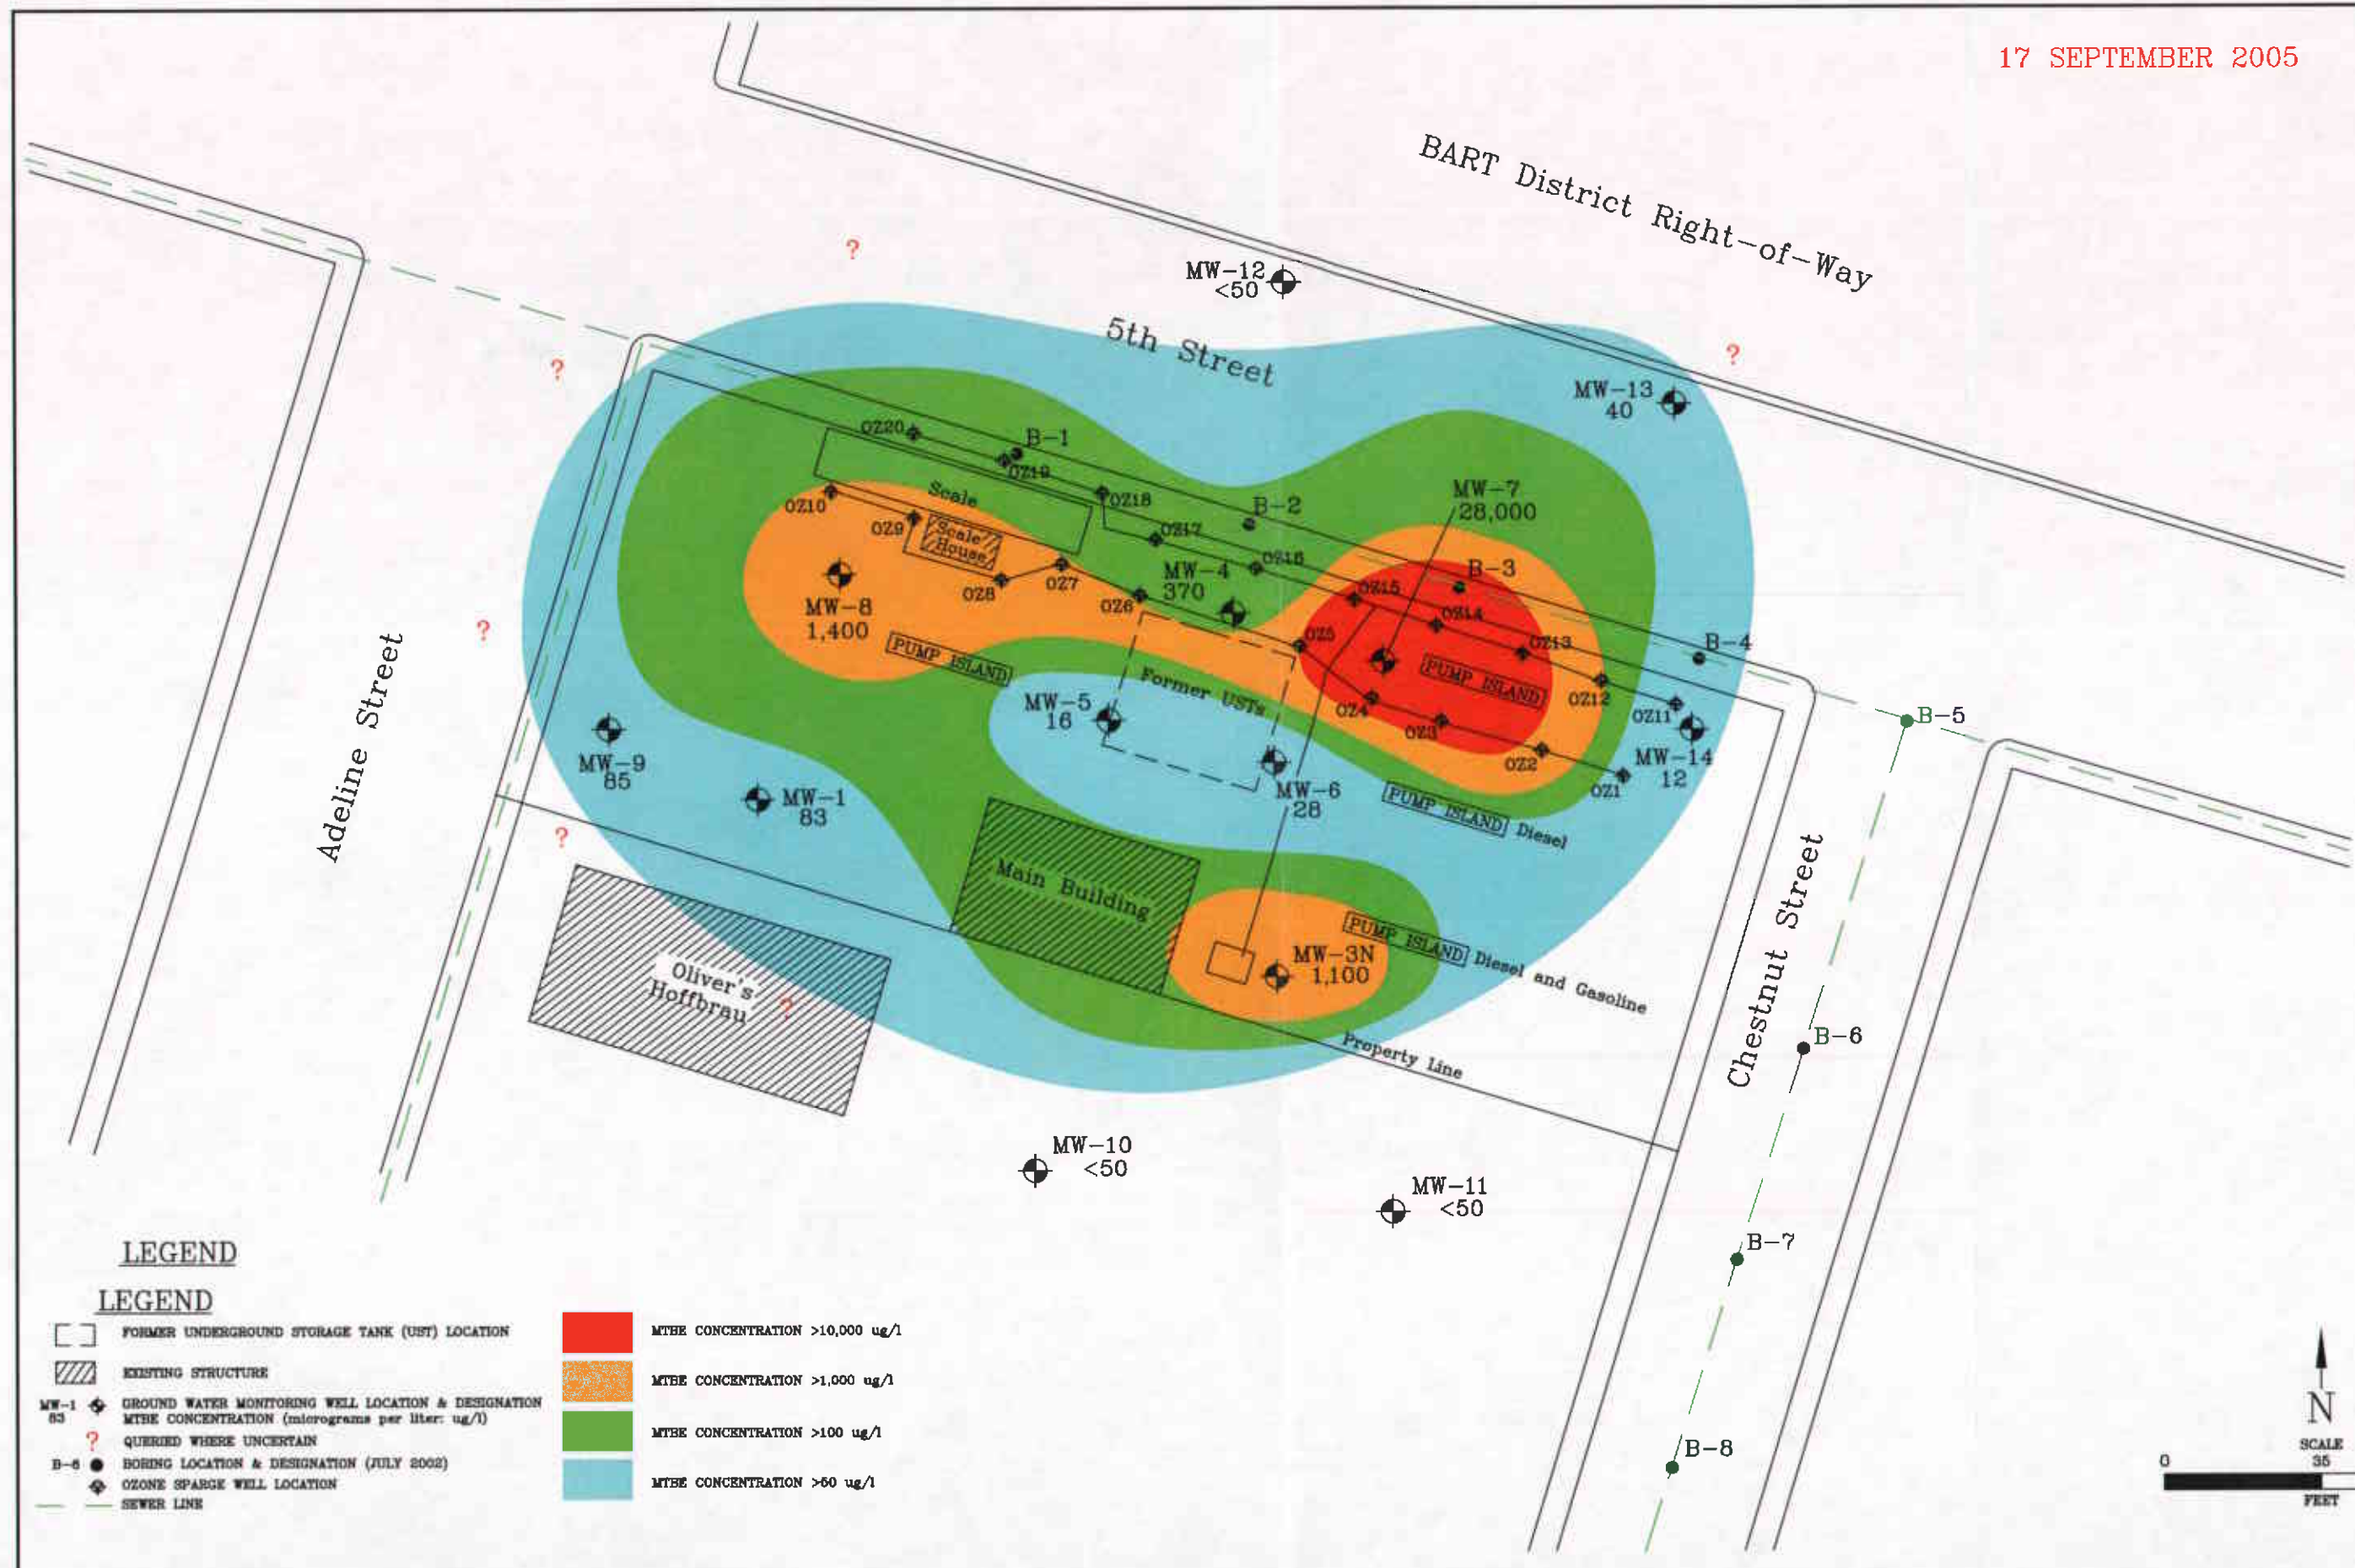 17 SEPTEMBER 2005
BART District Right-of-Way
?
MW-12
<50
5th Street
?
?
MW-13
40
OZ20
B-1
OZ19
Scale
OZ18
MW-7
28,000
OZ10
OZ9
Scale
House
OZ17
B-2
OZ16
MW-4
370
B-3
OZ15
OZ14
OZ13
OZ8
OZ7
OZ6
MW-8
1,400
?
PUMP ISLAND
OZ5
PUMP ISLAND
B-4
Former USTs
OZ4
OZ3
OZ12
OZ11
MW-5
16
B-5
Adeline Street
MW-9
85
MW-1
83
MW-6
28
OZ2
OZ1
MW-14
12
PUMP ISLAND Diesel
?
Main Building
PUMP ISLAND Diesel and Gasoline
MW-3N
1,100
Oliver's
Hoffbrau
?
Property Line
Chestnut Street
B-6
MW-10
<50
MW-11
<50
B-7
B-8
LEGEND
LEGEND
FORMER UNDERGROUND STORAGE TANK (UST) LOCATION
EXISTING STRUCTURE
MW-1
83
GROUND WATER MONITORING WELL LOCATION & DESIGNATION
MTBE CONCENTRATION (micrograms per liter: ug/l)
? QUERIED WHERE UNCERTAIN
B-6 BORING LOCATION & DESIGNATION (JULY 2002)
OZONE SPARGE WELL LOCATION
SEWER LINE
MTBE CONCENTRATION >10,000 ug/l
MTBE CONCENTRATION >1,000 ug/l
MTBE CONCENTRATION >100 ug/l
MTBE CONCENTRATION >50 ug/l
N
SCALE
0 35
FEET